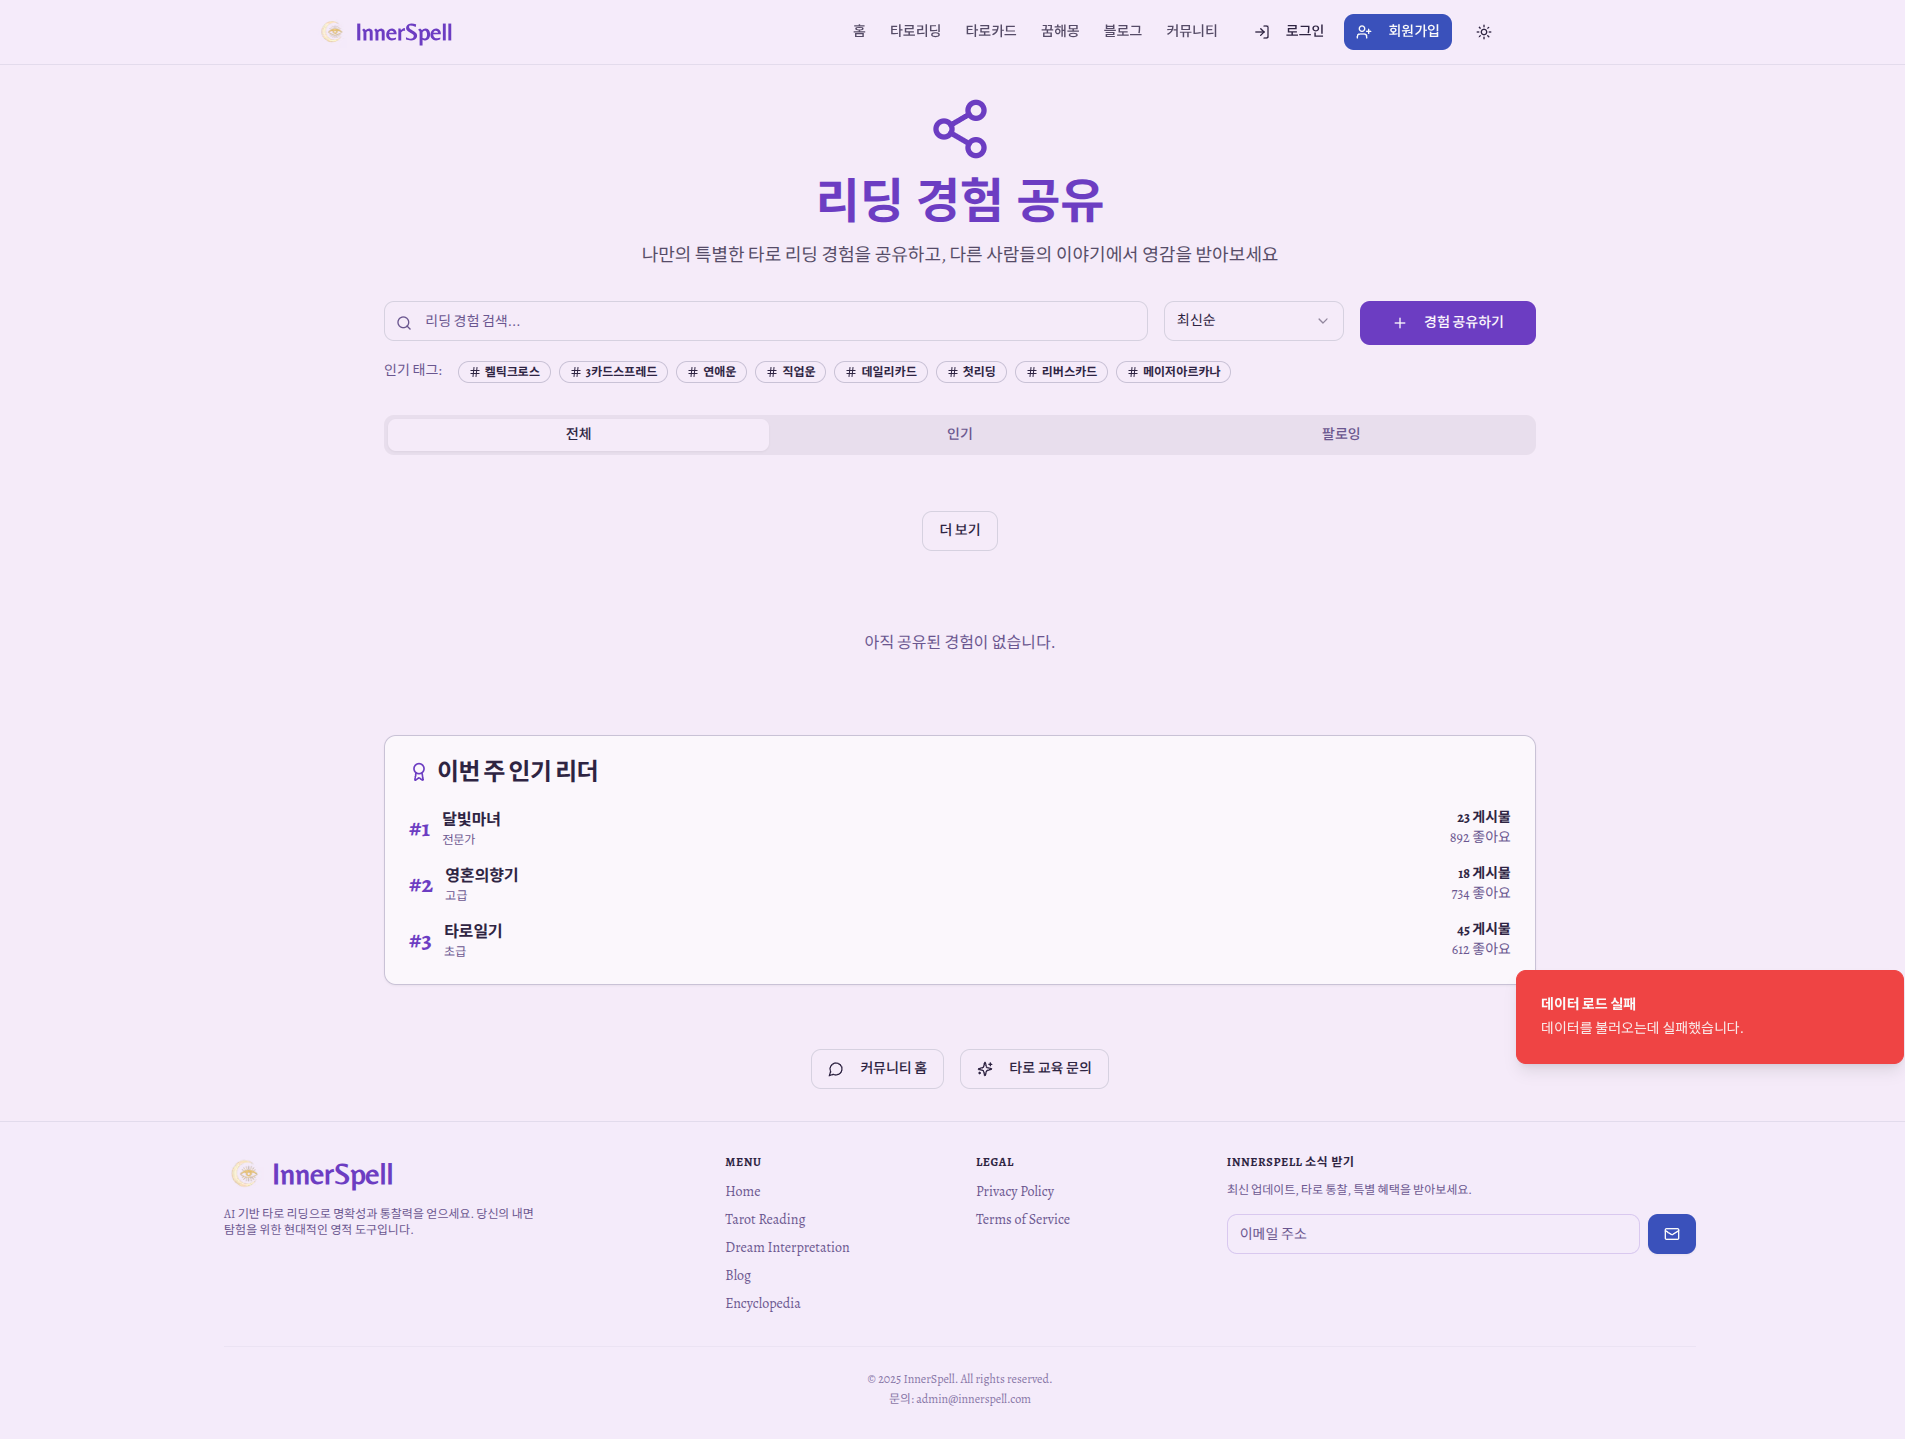 InnerSpell
홈 타로리딩 타로카드 꿈해몽 블로그 커뮤니티 로그인 회원가입
리딩 경험 공유
나만의 특별한 타로 리딩 경험을 공유하고, 다른 사람들의 이야기에서 영감을 받아보세요
리딩 경험 검색... 최신순 경험 공유하기
인기 태그: # 켈틱크로스 # 3카드스프레드 # 연애운 # 직업운 # 데일리카드 # 첫리딩 # 리버스카드 # 메이저아르카나
전체 인기 팔로잉
더 보기
아직 공유된 경험이 없습니다.
이번 주 인기 리더
#1 달빛마녀 23 게시물
전문가 892 좋아요
#2 영혼의향기 18 게시물
고급 734 좋아요
#3 타로일기 45 게시물
초급 612 좋아요
데이터 로드 실패
데이터를 불러오는데 실패했습니다.
커뮤니티 홈 타로 교육 문의
InnerSpell
AI 기반 타로 리딩으로 명확성과 통찰력을 얻으세요. 당신의 내면
탐험을 위한 현대적인 영적 도구입니다.
MENU
Home
Tarot Reading
Dream Interpretation
Blog
Encyclopedia
LEGAL
Privacy Policy
Terms of Service
INNERSPELL 소식 받기
최신 업데이트, 타로 통찰, 특별 혜택을 받아보세요.
이메일 주소
© 2025 InnerSpell. All rights reserved.
문의: admin@innerspell.com